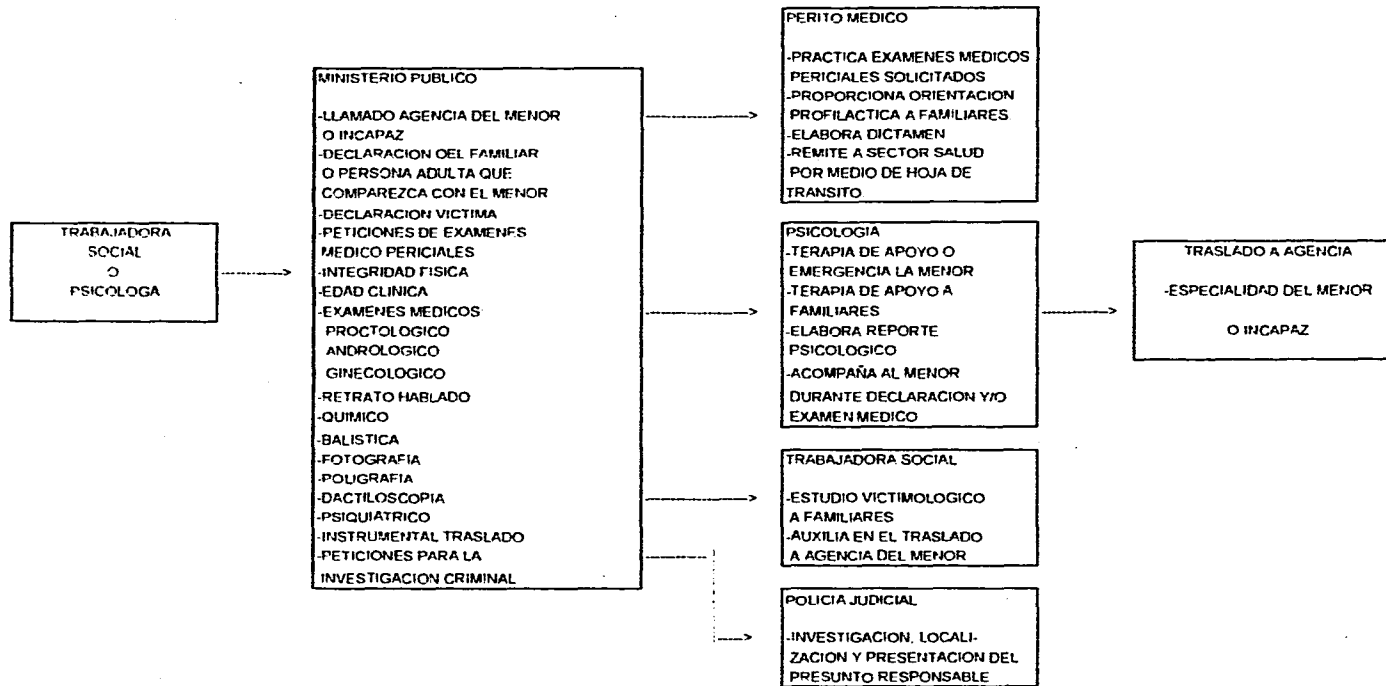 TRABAJADORA
SOCIAL
O
PSICOLOGA
MINISTERIO PUBLICO
-LLAMADO AGENCIA DEL MENOR
O INCAPAZ
-DECLARACION OEL FAMILIAR
O PERSONA ADULTA QUE
COMPAREZCA CON EL MENOR
-DECLARACION VICTIMA
-PETICIONES DE EXAMENES
MEDICO PERICIALES
-INTEGRIDAD FISICA
-EDAD CLINICA
-EXAMENES MEDICOS
PROCTOLOGICO
ANDROLOGICO
GINECOLOGICO
-RETRATO HABLADO
-QUIMICO
-BALISTICA
-FOTOGRAFIA
-POLIGRAFIA
-DACTILOSCOPIA
-PSIQUIATRICO
-INSTRUMENTAL TRASLADO
-PETICIONES PARA LA
INVESTIGACION CRIMINAL
PERITO MEDICO
-PRACTICA EXAMENES MEDICOS
PERICIALES SOLICITADOS
-PROPORCIONA ORIENTACION
PROFILACTICA A FAMILIARES
-ELABORA DICTAMEN
-REMITE A SECTOR SALUD
POR MEDIO DE HOJA DE
TRANSITO
PSICOLOGIA
-TERAPIA DE APOYO O
EMERGENCIA LA MENOR
-TERAPIA DE APOYO A
FAMILIARES
-ELABORA REPORTE
PSICOLOGICO
-ACOMPAÑA AL MENOR
DURANTE DECLARACION Y/O
EXAMEN MEDICO
TRABAJADORA SOCIAL
-ESTUDIO VICTIMOLOGICO
A FAMILIARES
-AUXILIA EN EL TRASLADO
A AGENCIA DEL MENOR
POLICIA JUDICIAL
-INVESTIGACION, LOCALI-
ZACION Y PRESENTACION DEL
PRESUNTO RESPONSABLE
TRASLADO A AGENCIA
-ESPECIALIDAD DEL MENOR
O INCAPAZ